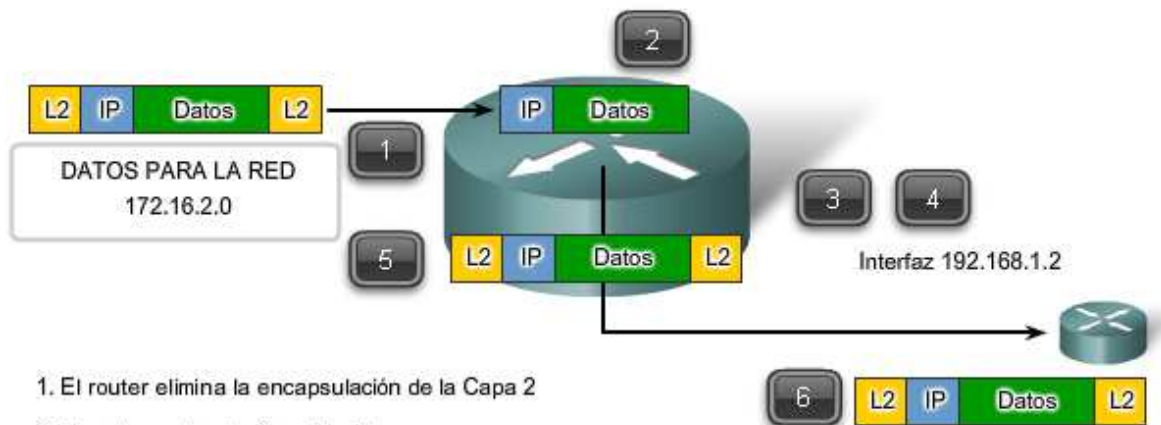 2
L2 IP Datos L2
IP Datos
1
DATOS PARA LA RED
172.16.2.0
3 4
5
L2 IP Datos L2
Interfaz 192.168.1.2
1. El router elimina la encapsulación de la Capa 2
6
L2 IP Datos L2